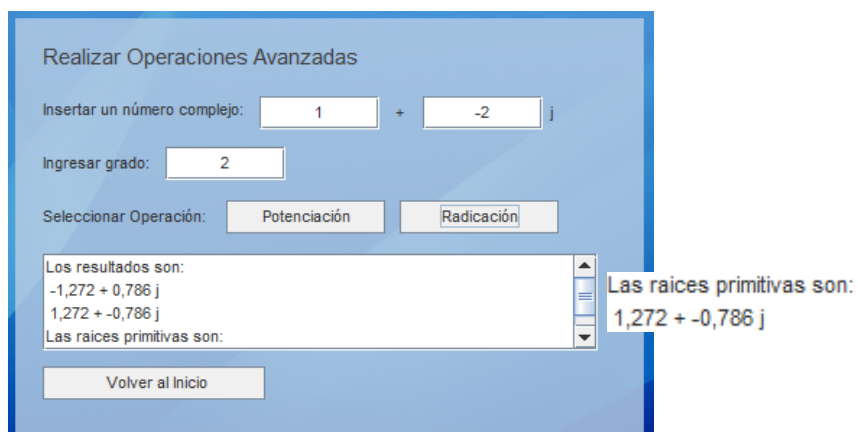 Realizar Operaciones Avanzadas
Insertar un número complejo: 1 + -2 j
Ingresar grado: 2
Seleccionar Operación: Potenciación Radicación
Los resultados son:
-1,272 + 0,786 j
1,272 + -0,786 j
Las raices primitivas son:
Las raices primitivas son:
1,272 + -0,786 j
Volver al Inicio